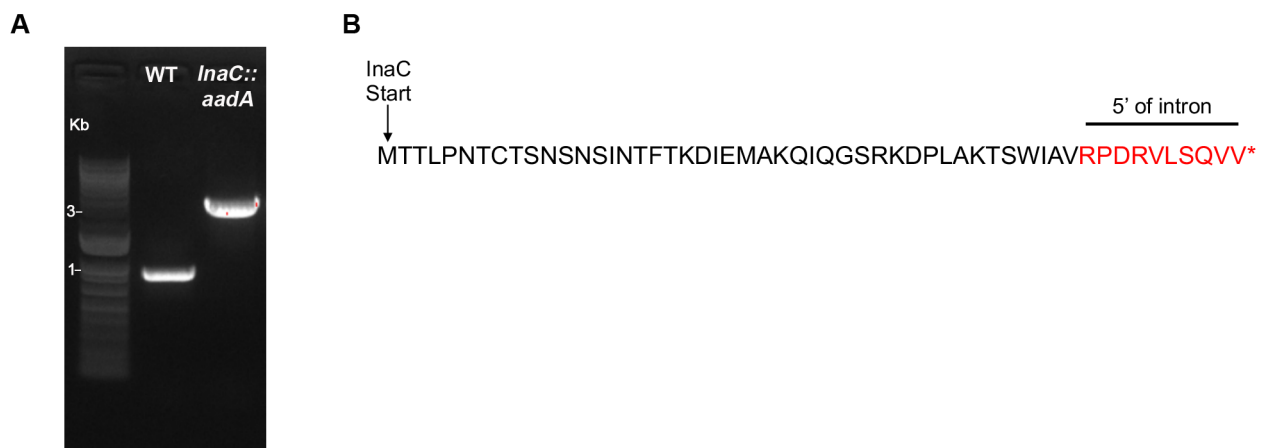 A
WT
InaC::
aadA
Kb
3-
1-
B
InaC
Start
5' of intron
MTTLPNTCTSNSNSINTFTKDIEMAKQIQGSRKDPLAKTSWIAVRPDRVLSQVV*